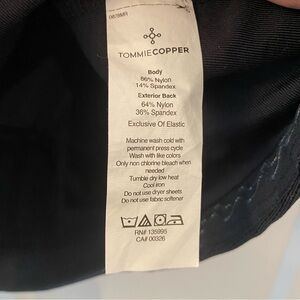 TOMMIE COPPER
Body
86% Nylon
14% Spandex
Exterior Back
64% Nylon
36% Spandex
Exclusive Of Elastic
Machine wash cold with
permanent press cycle
Wash with like colors
Only non chlorine bleach when
needed
Tumble dry low heat
Cool iron
Do not use dryer sheets
Do not use fabric softener
RN# 135995
CA# 00326